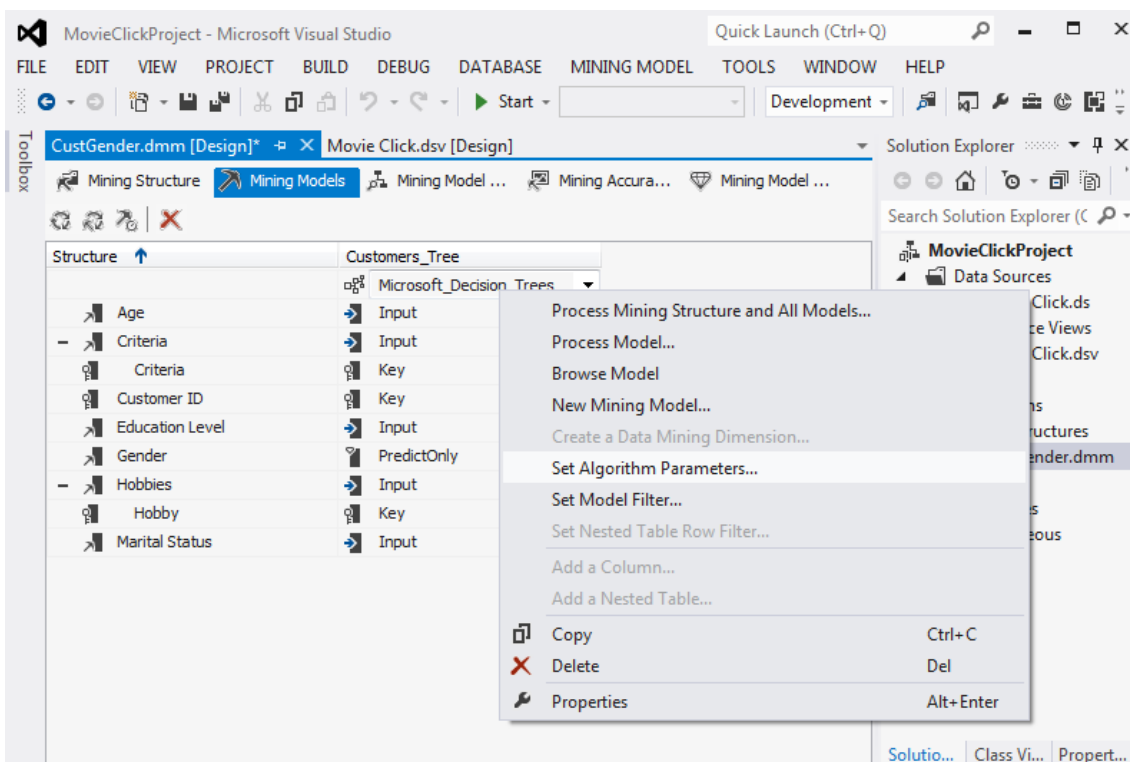 MovieClickProject - Microsoft Visual Studio
Quick Launch (Ctrl+Q)
FILE EDIT VIEW PROJECT BUILD DEBUG DATABASE MINING MODEL TOOLS WINDOW HELP
Start
Development
Toolbox
CustGender.dmm [Design]*
Movie Click.dsv [Design]
Solution Explorer
Mining Structure
Mining Models
Mining Model ...
Mining Accura...
Mining Model ...
Search Solution Explorer (C
Structure
Customers_Tree
Microsoft_Decision_Trees
Age Input
Criteria Input
Criteria Key
Customer ID Key
Education Level Input
Gender PredictOnly
Hobbies Input
Hobby Key
Marital Status Input
Process Mining Structure and All Models...
Process Model...
Browse Model
New Mining Model...
Create a Data Mining Dimension...
Set Algorithm Parameters...
Set Model Filter...
Set Nested Table Row Filter...
Add a Column...
Add a Nested Table...
Copy Ctrl+C
Delete Del
Properties Alt+Enter
MovieClickProject
Data Sources
Click.ds
ce Views
Click.dsv
ns
ructures
ender.dmm
s
eous
Solutio... Class Vi... Propert...